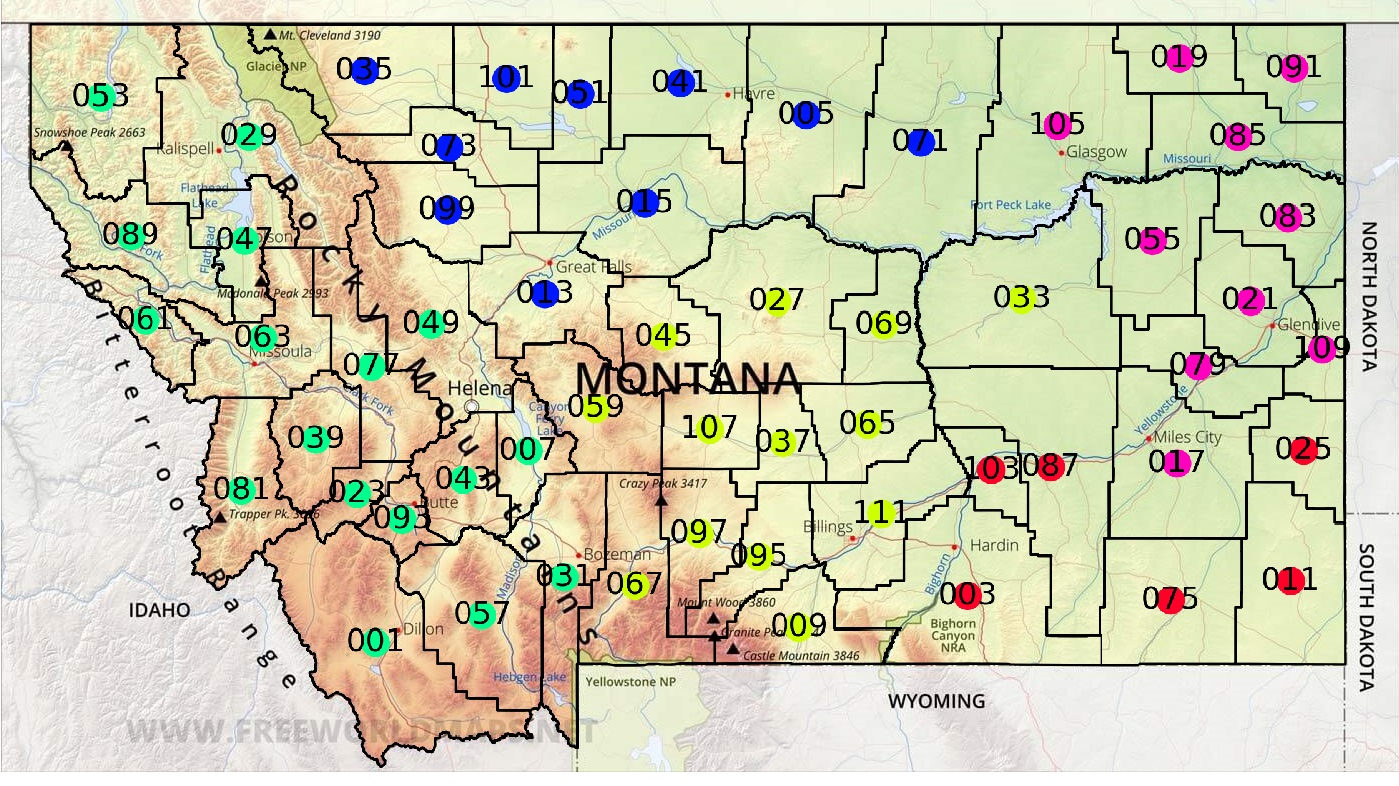 Mt. Cleveland 3190
Glacier NP
035
101
051
041
Havre
005
071
019
091
053
Snowshoe Peak 2663
029
Kalispell
073
105
Glasgow
085
Missouri
Flathead
Lake
099
015
Missouri
Fort Peck Lake
083
089
Fork
Flathead
047
055
Great Falls
Mcdonald Peak 2993
013
027
033
021
NORTH DAKOTA
061
063
Missoula
049
045
069
Glendive
109
077
MONTANA
079
Rocky Mountains
Bitterroot Range
Helena
Clark Fork
Canyon
Ferry
Lake
059
107
037
065
Yellowstone
Miles City
039
007
103
087
017
025
081
Trapper Pk.
023
043
Butte
093
Crazy Peak 3417
097
111
Billings
095
Hardin
Bighorn
SOUTH DAKOTA
Bozeman
031
067
Madison
057
003
075
011
IDAHO
Mount Wood 3860
009
Granite Peak
Castle Mountain 3846
Bighorn
Canyon
NRA
001
Dillon
Hebgen Lake
Yellowstone NP
WYOMING
WWW.FREEWORLDMAPS.NET